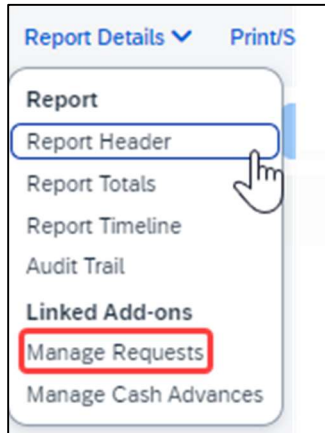 Report Details Print/S
Report
Report Header
Report Totals
Report Timeline
Audit Trail
Linked Add-ons
Manage Requests
Manage Cash Advances